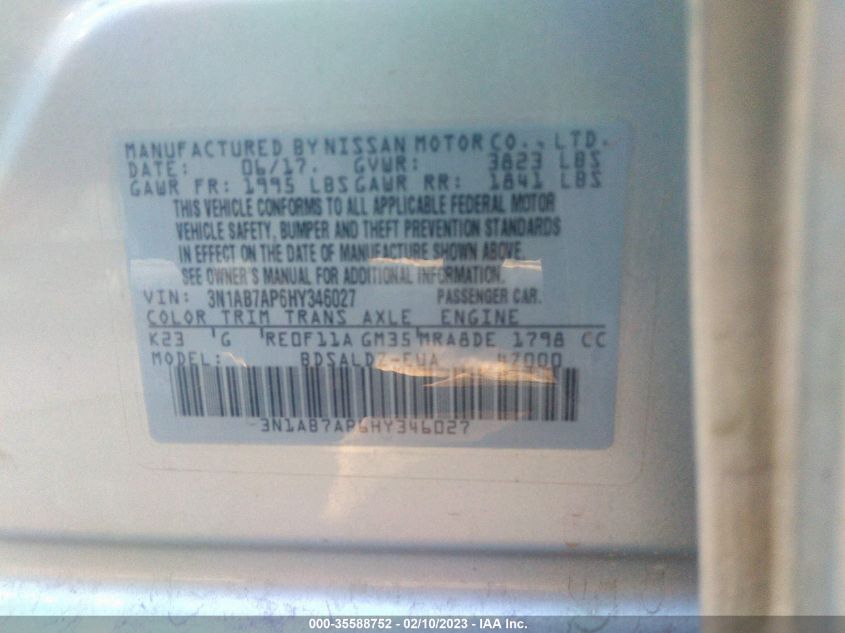 MANUFACTURED BY NISSAN MOTOR CO., LTD.
DATE: 06/17. GVWR: 3823 LBS
GAWR FR: 1995 LBS GAWR RR: 1841 LBS
THIS VEHICLE CONFORMS TO ALL APPLICABLE FEDERAL MOTOR
VEHICLE SAFETY, BUMPER AND THEFT PREVENTION STANDARDS
IN EFFECT ON THE DATE OF MANUFACTURE SHOWN ABOVE.
SEE OWNER'S MANUAL FOR ADDITIONAL INFORMATION.
VIN: 3N1AB7AP6HY346027 PASSENGER CAR.
COLOR TRIM TRANS AXLE ENGINE
K23 G RE0F11A GM35 MRA8DE 1798 CC
MODEL: BDSALDZ-EUA
3N1AB7AP6HY346027
000-35588752 - 02/10/2023 - IAA Inc.